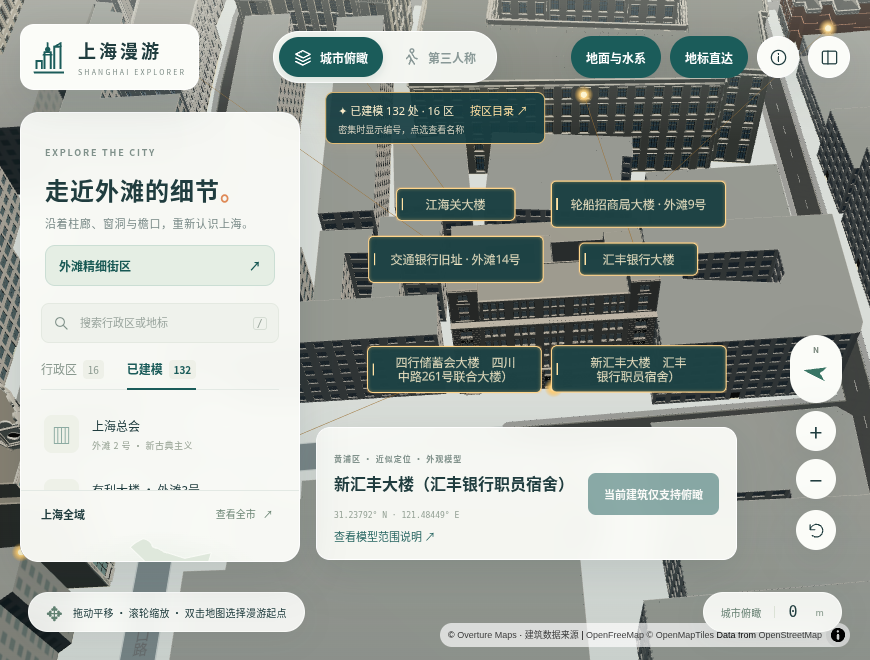 上海漫游
SHANGHAI EXPLORER
城市俯瞰
第三人称
地面与水系
地标直达
✦ 已建模 132 处 · 16 区 按区目录 ↗
密集时显示编号，点选查看名称
EXPLORE THE CITY
走近外滩的细节。
沿着柱廊、窗洞与檐口，重新认识上海。
外滩精细街区 ↗
搜索行政区或地标 /
行政区 16 已建模 132
上海总会
外滩 2 号 · 新古典主义
有利大楼 · 外滩3号
上海全域 查看全市 ↗
江海关大楼
轮船招商局大楼 · 外滩9号
交通银行旧址 · 外滩14号
汇丰银行大楼
四行储蓄会大楼 四川
中路261号联合大楼）
新汇丰大楼 汇丰
银行职员宿舍）
N
+
−
黄浦区 · 近似定位 · 外观模型
新汇丰大楼（汇丰银行职员宿舍）
31.23792° N · 121.48449° E
查看模型范围说明 ↗
当前建筑仅支持俯瞰
拖动平移 · 滚轮缩放 · 双击地图选择漫游起点
城市俯瞰 0 m
© Overture Maps · 建筑数据来源 | OpenFreeMap © OpenMapTiles Data from OpenStreetMap